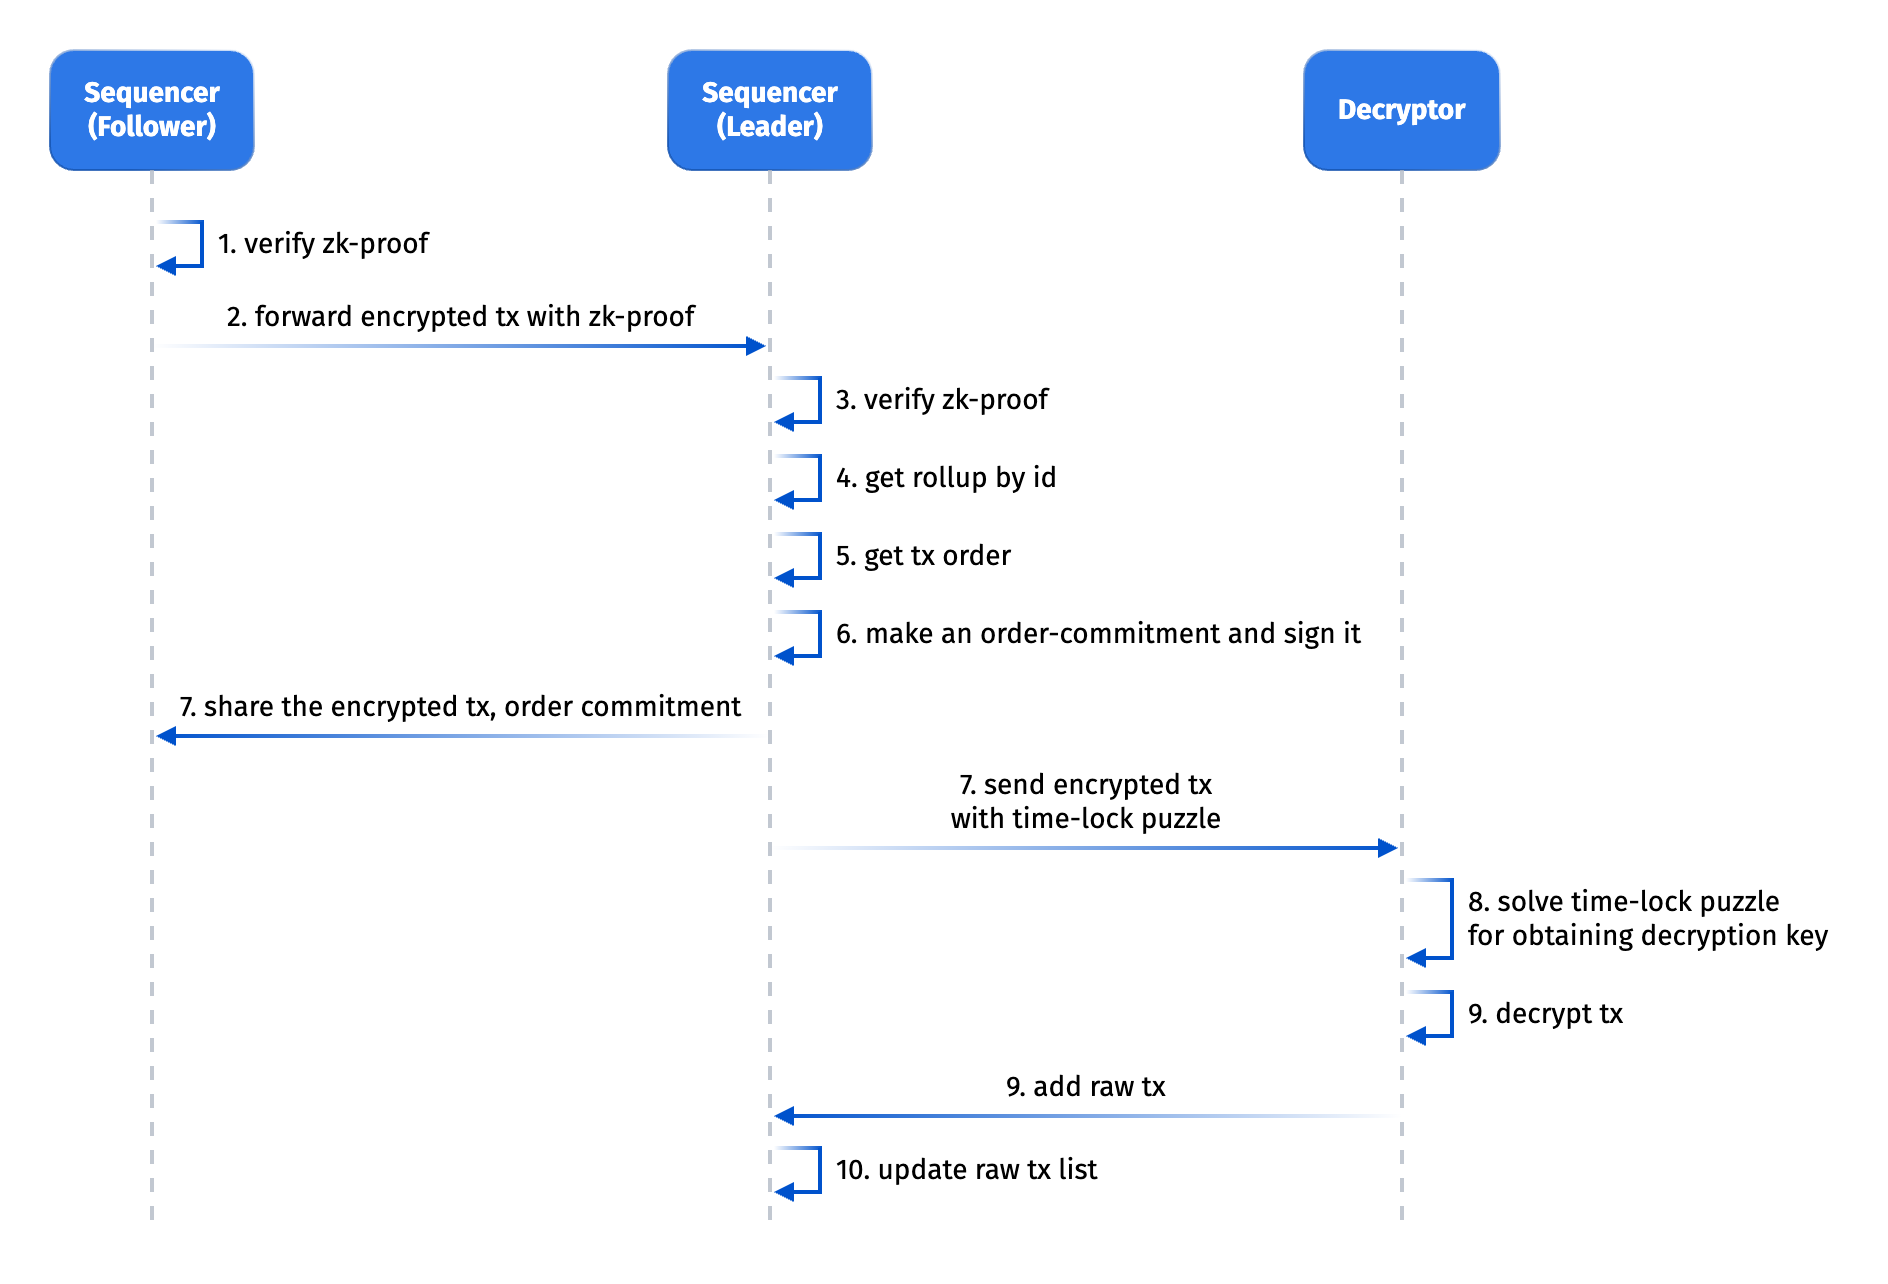 Sequencer
(Follower)
Sequencer
(Leader)
Decryptor
1. verify zk-proof
2. forward encrypted tx with zk-proof
3. verify zk-proof
4. get rollup by id
5. get tx order
6. make an order-commitment and sign it
7. share the encrypted tx, order commitment
7. send encrypted tx
with time-lock puzzle
8. solve time-lock puzzle
for obtaining decryption key
9. decrypt tx
9. add raw tx
10. update raw tx list